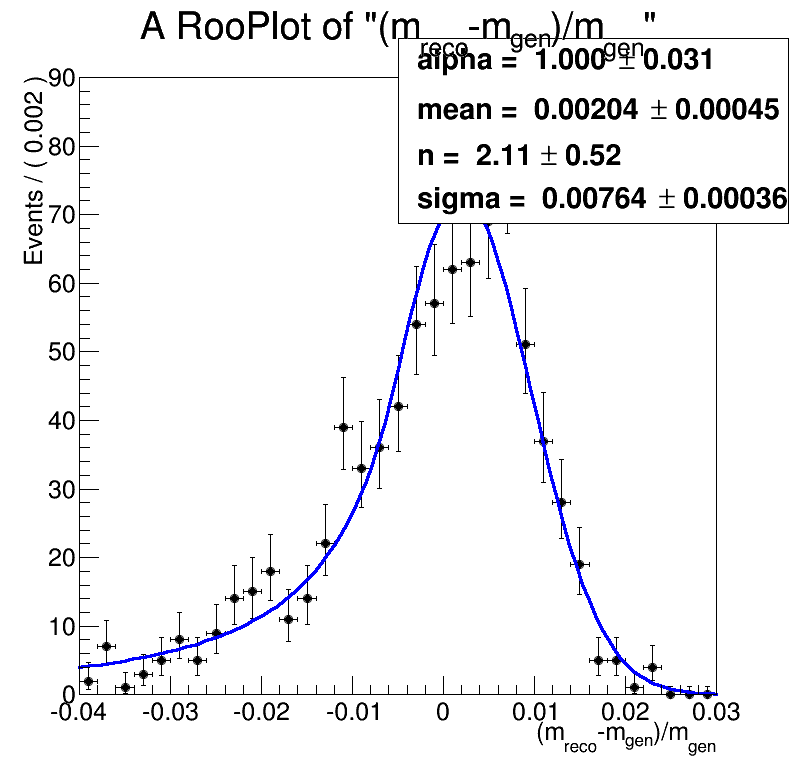 A RooPlot of "(m_reco-m_gen)/m_gen"
alpha = 1.000 ± 0.031
mean = 0.00204 ± 0.00045
n = 2.11 ± 0.52
sigma = 0.00764 ± 0.00036
Events / ( 0.002 )
90
80
70
60
50
40
30
20
10
0
-0.04 -0.03 -0.02 -0.01 0 0.01 0.02 0.03
(m_reco-m_gen)/m_gen